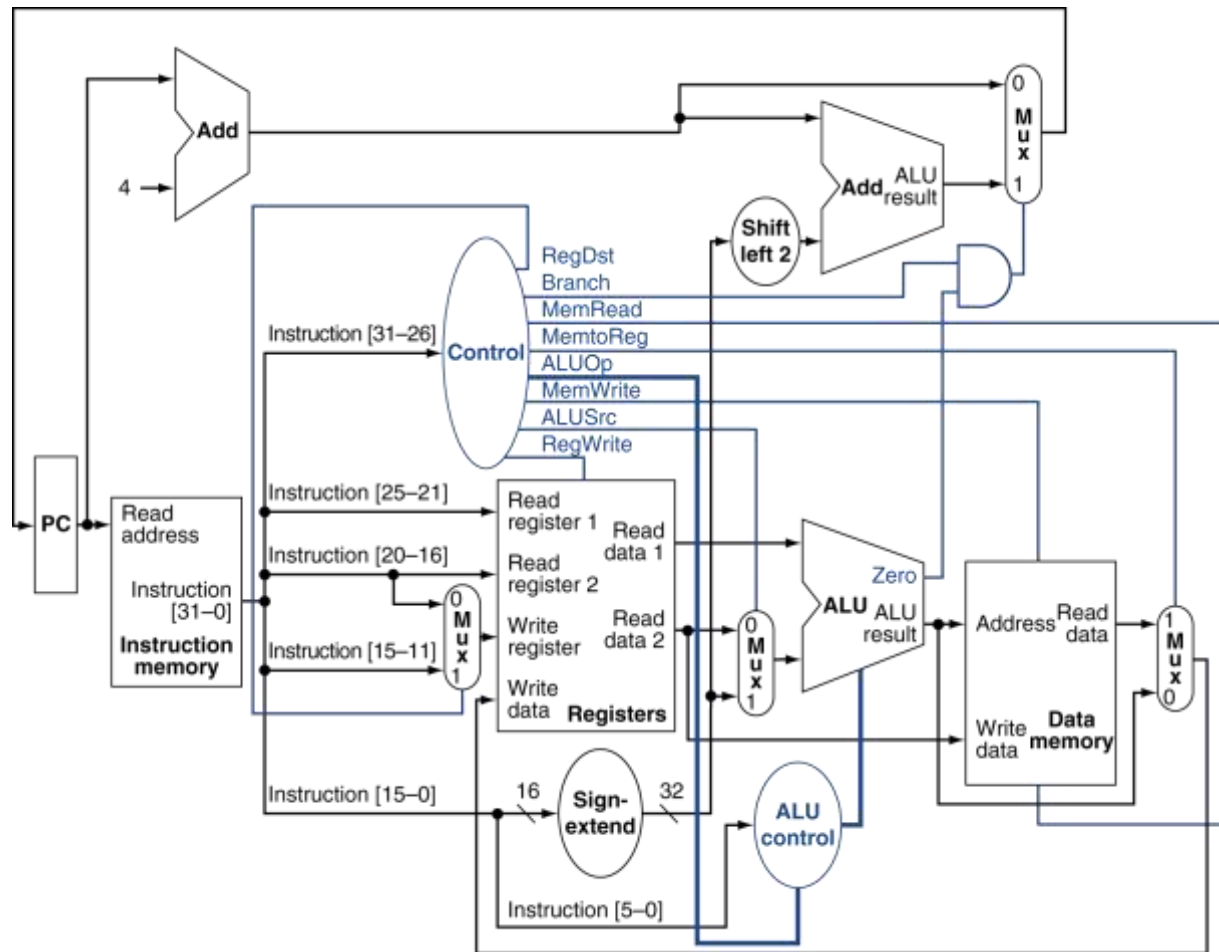 Add
4
0
Mux
1
Add
ALU
result
Shift
left 2
RegDst
Branch
MemRead
MemtoReg
ALUOp
MemWrite
ALUSrc
RegWrite
Control
Instruction [31–26]
PC
Read
address
Instruction
[31–0]
Instruction
memory
Instruction [25–21]
Instruction [20–16]
Instruction [15–11]
0
Mux
1
Read
register 1
Read
register 2
Write
register
Write
data
Read
data 1
Read
data 2
Registers
0
Mux
1
Zero
ALU
ALU
result
Address
Read
data
Write
data
Data
memory
1
Mux
0
Instruction [15–0]
16
Sign-
extend
32
ALU
control
Instruction [5–0]